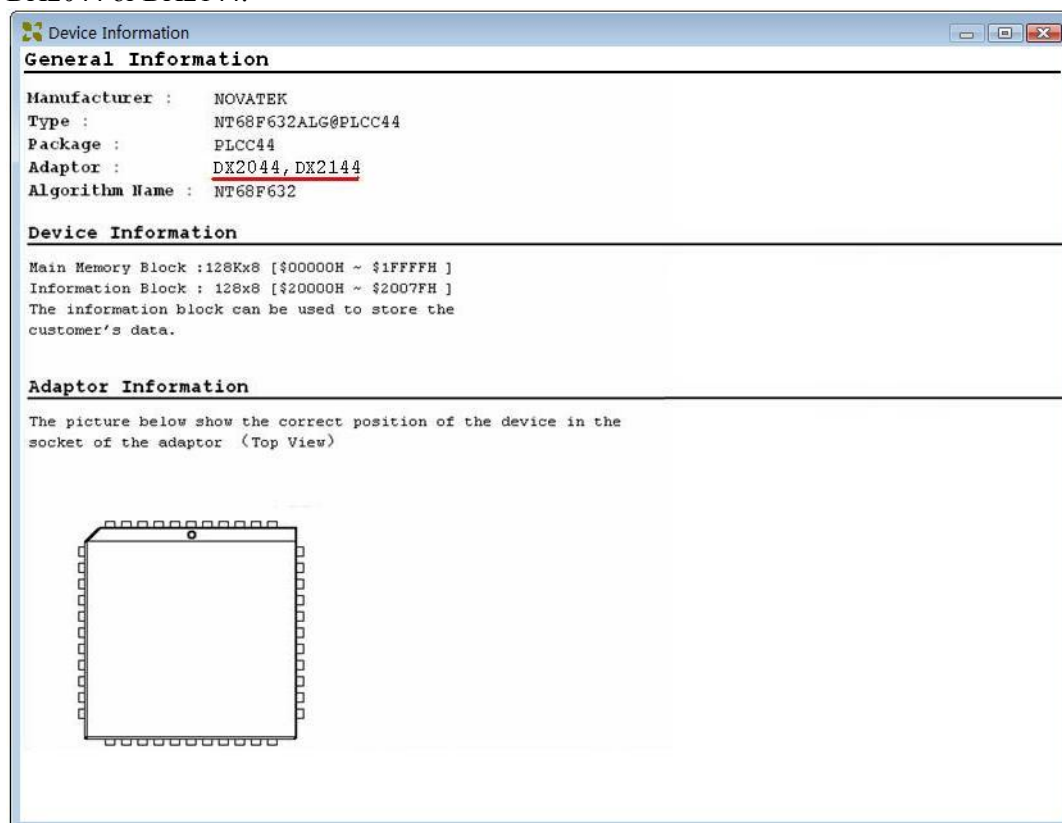 DX2044 or DX2144.
Device Information
General Information
Manufacturer : NOVATEK
Type : NT68F632ALG@PLCC44
Package : PLCC44
Adaptor : DX2044,DX2144
Algorithm Name : NT68F632
Device Information
Main Memory Block :128Kx8 [$00000H ~ $1FFFFH ]
Information Block : 128x8 [$20000H ~ $2007FH ]
The information block can be used to store the
customer's data.
Adaptor Information
The picture below show the correct position of the device in the
socket of the adaptor （Top View）